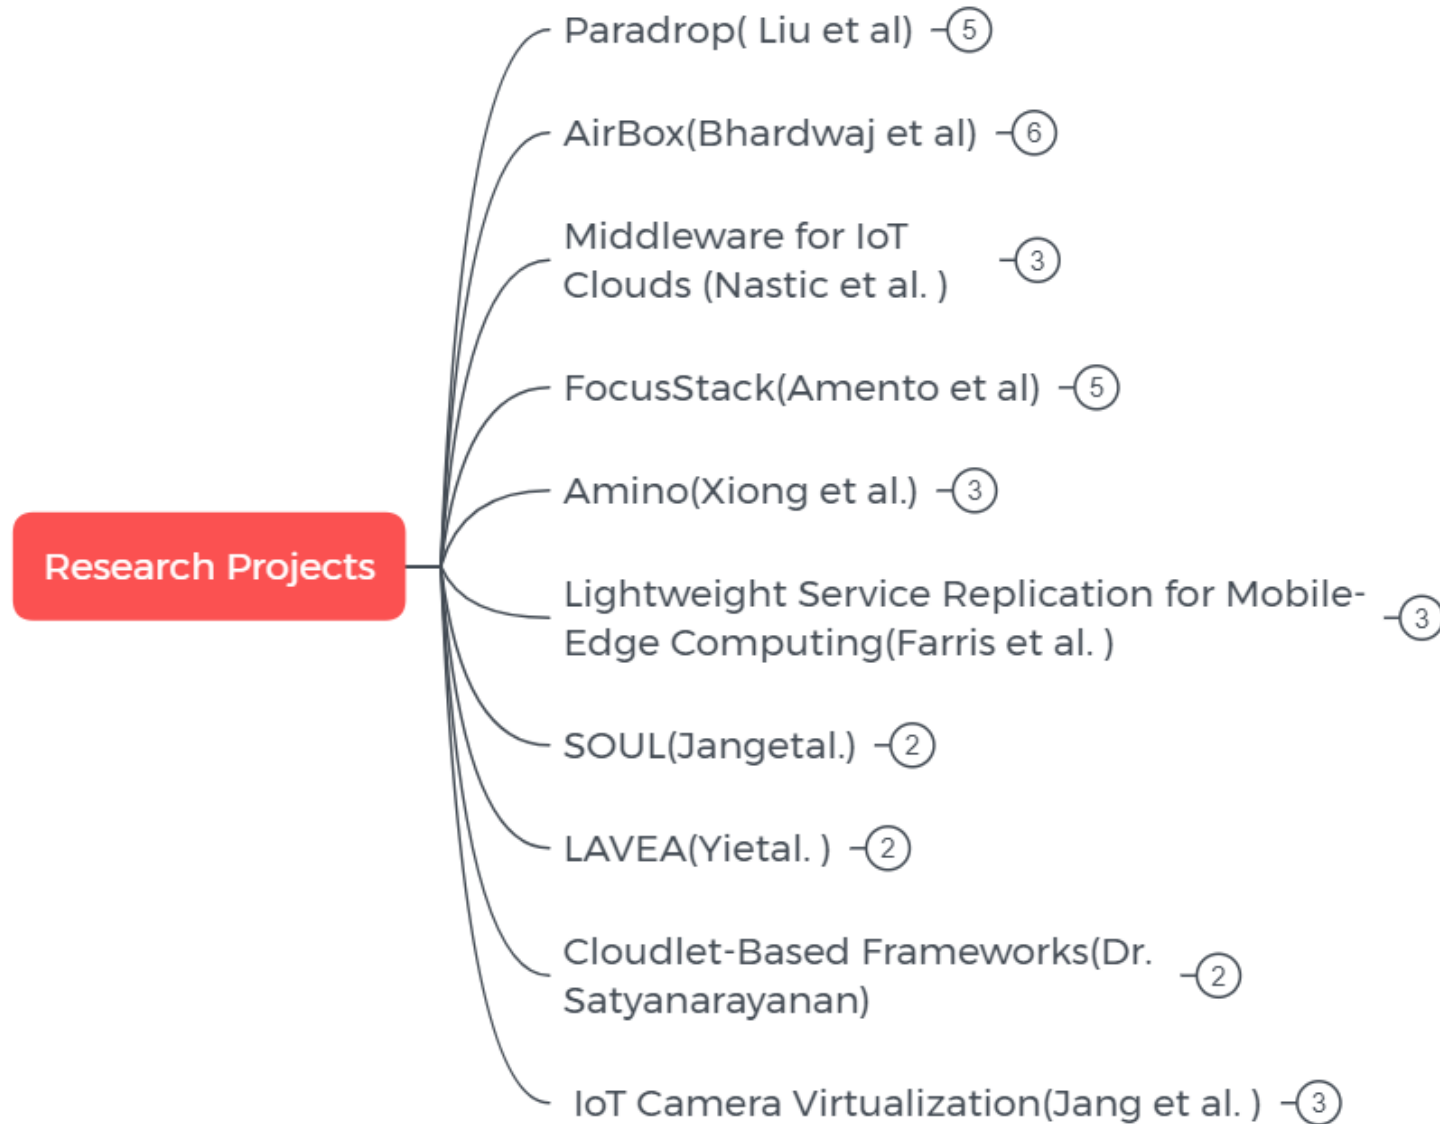 Paradrop( Liu et al) 5
AirBox(Bhardwaj et al) 6
Middleware for IoT
Clouds (Nastic et al. ) 3
FocusStack(Amento et al) 5
Amino(Xiong et al.) 3
Research Projects
Lightweight Service Replication for Mobile-
Edge Computing(Farris et al. ) 3
SOUL(Jangetal.) 2
LAVEA(Yietal. ) 2
Cloudlet-Based Frameworks(Dr.
Satyanarayanan) 2
IoT Camera Virtualization(Jang et al. ) 3